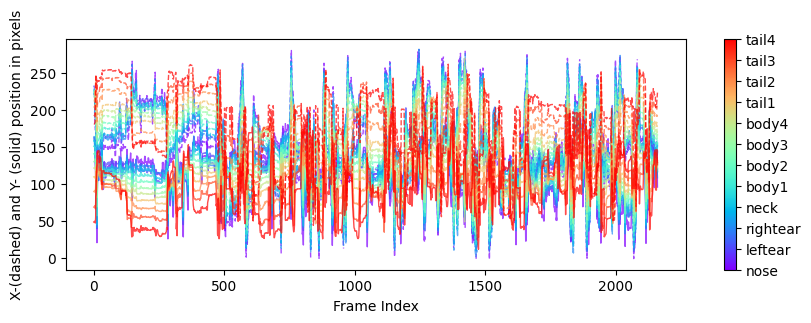 X-(dashed) and Y- (solid) position in pixels
250
200
150
100
50
0
0
500
1000
1500
2000
Frame Index
tail4
tail3
tail2
tail1
body4
body3
body2
body1
neck
rightear
leftear
nose